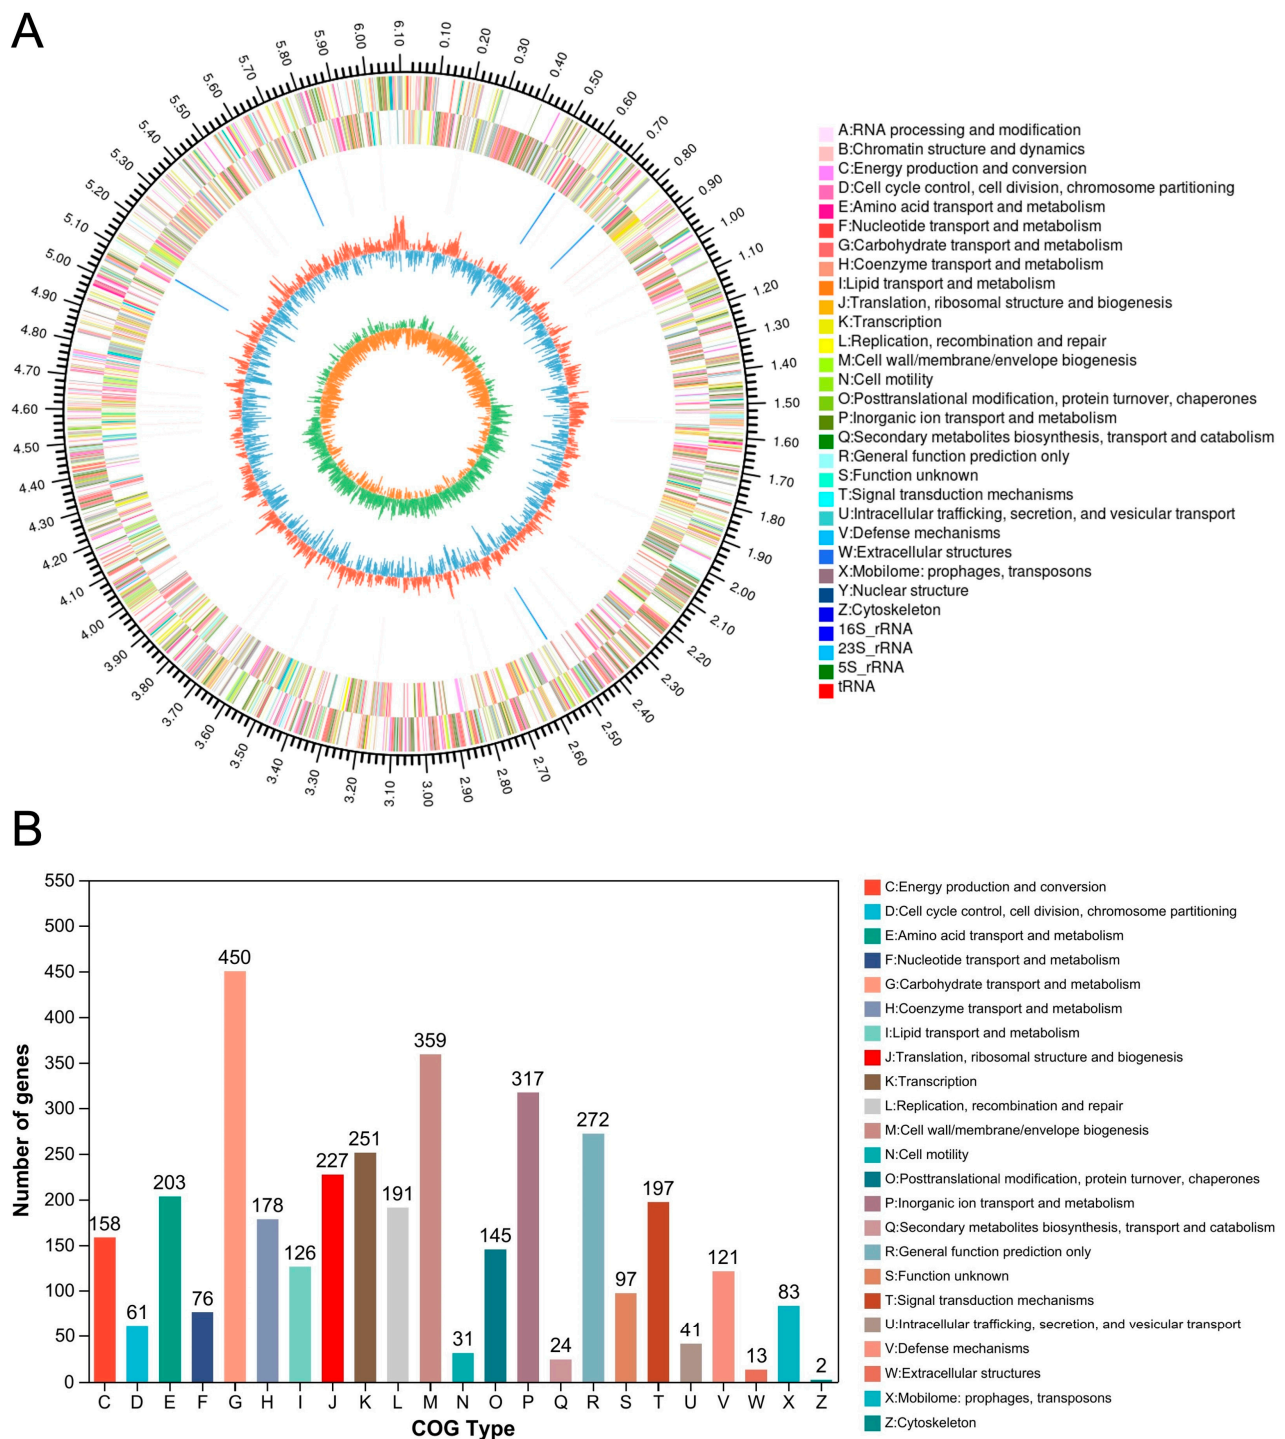 A
6.10
0.10
0.20
0.30
0.40
0.50
0.60
0.70
0.80
0.90
1.00
1.10
1.20
1.30
1.40
1.50
1.60
1.70
1.80
1.90
2.00
2.10
2.20
2.30
2.40
2.50
2.60
2.70
2.80
2.90
3.00
3.10
3.20
3.30
3.40
3.50
3.60
3.70
3.80
3.90
4.00
4.10
4.20
4.30
4.40
4.50
4.60
4.70
4.80
4.90
5.00
5.10
5.20
5.30
5.40
5.50
5.60
5.70
5.80
5.90
6.00
A:RNA processing and modification
B:Chromatin structure and dynamics
C:Energy production and conversion
D:Cell cycle control, cell division, chromosome partitioning
E:Amino acid transport and metabolism
F:Nucleotide transport and metabolism
G:Carbohydrate transport and metabolism
H:Coenzyme transport and metabolism
I:Lipid transport and metabolism
J:Translation, ribosomal structure and biogenesis
K:Transcription
L:Replication, recombination and repair
M:Cell wall/membrane/envelope biogenesis
N:Cell motility
O:Posttranslational modification, protein turnover, chaperones
P:Inorganic ion transport and metabolism
Q:Secondary metabolites biosynthesis, transport and catabolism
R:General function prediction only
S:Function unknown
T:Signal transduction mechanisms
U:Intracellular trafficking, secretion, and vesicular transport
V:Defense mechanisms
W:Extracellular structures
X:Mobilome: prophages, transposons
Y:Nuclear structure
Z:Cytoskeleton
16S_rRNA
23S_rRNA
5S_rRNA
tRNA
B
Number of genes
550
500
450
400
350
300
250
200
150
100
50
0
158
61
203
76
450
178
126
227
251
191
359
31
145
317
24
272
97
197
41
121
13
83
2
C D E F G H I J K L M N O P Q R S T U V W X Z
COG Type
C:Energy production and conversion
D:Cell cycle control, cell division, chromosome partitioning
E:Amino acid transport and metabolism
F:Nucleotide transport and metabolism
G:Carbohydrate transport and metabolism
H:Coenzyme transport and metabolism
I:Lipid transport and metabolism
J:Translation, ribosomal structure and biogenesis
K:Transcription
L:Replication, recombination and repair
M:Cell wall/membrane/envelope biogenesis
N:Cell motility
O:Posttranslational modification, protein turnover, chaperones
P:Inorganic ion transport and metabolism
Q:Secondary metabolites biosynthesis, transport and catabolism
R:General function prediction only
S:Function unknown
T:Signal transduction mechanisms
U:Intracellular trafficking, secretion, and vesicular transport
V:Defense mechanisms
W:Extracellular structures
X:Mobilome: prophages, transposons
Z:Cytoskeleton